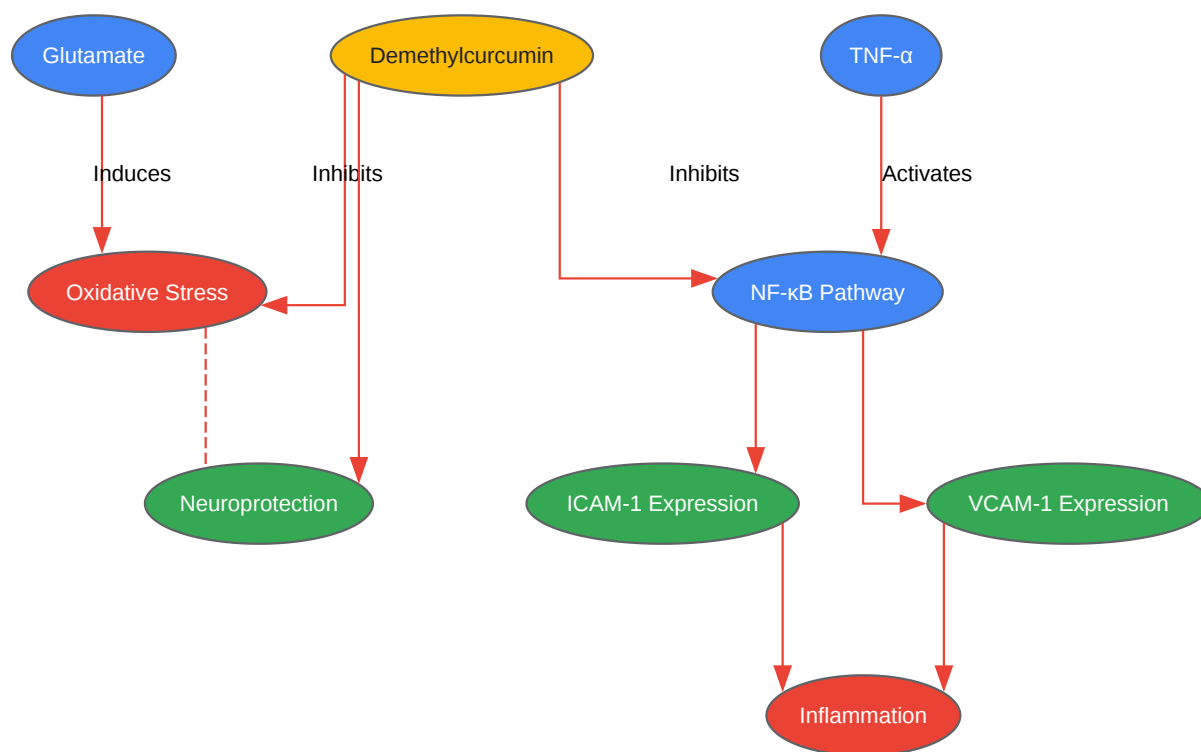 Glutamate
Demethylcurcumin
TNF-α
Induces
Inhibits
Inhibits
Activates
Oxidative Stress
NF-κB Pathway
Neuroprotection
ICAM-1 Expression
VCAM-1 Expression
Inflammation